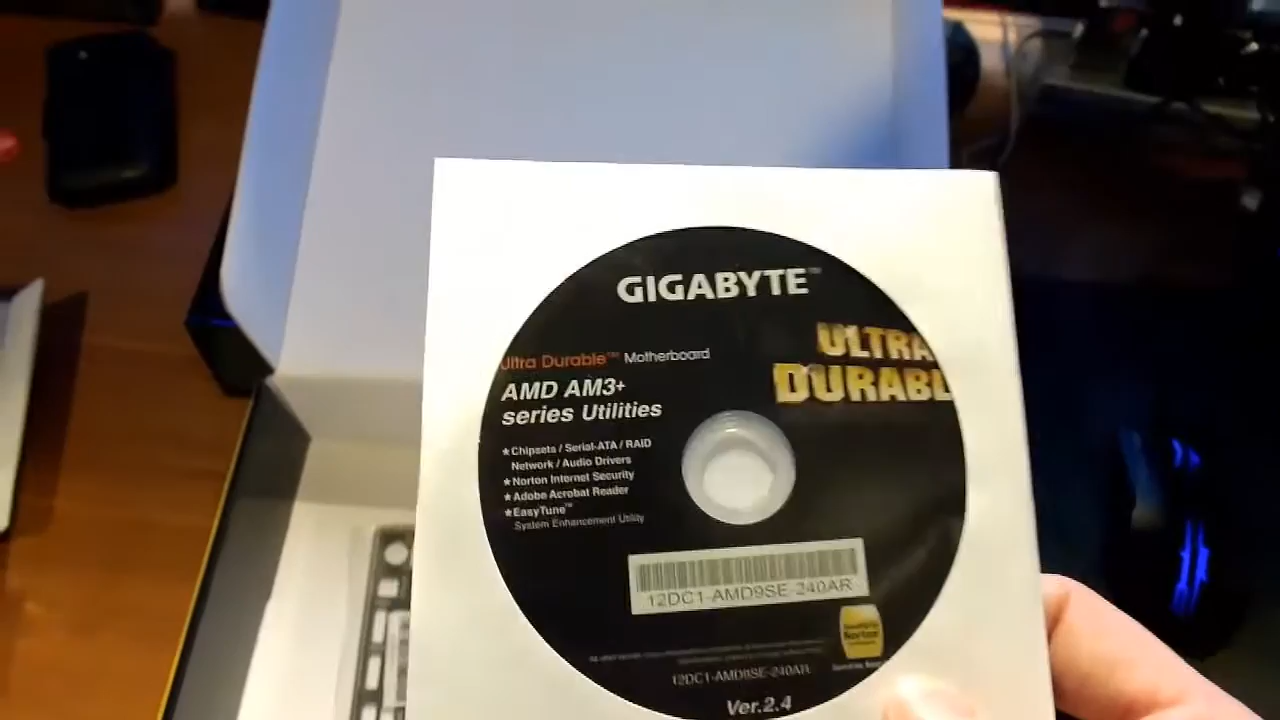 GIGABYTE™
ULTRA
DURABL
Ultra Durable™ Motherboard
AMD AM3+
series Utilities
★Chipsets / Serial-ATA / RAID
Network / Audio Drivers
★Norton Internet Security
★Adobe Acrobat Reader
★EasyTune™
System Enhancement Utility
12DC1-AMD9SE-240AR
Norton
12DC1-AMD9SE-240AR
Ver.2.4